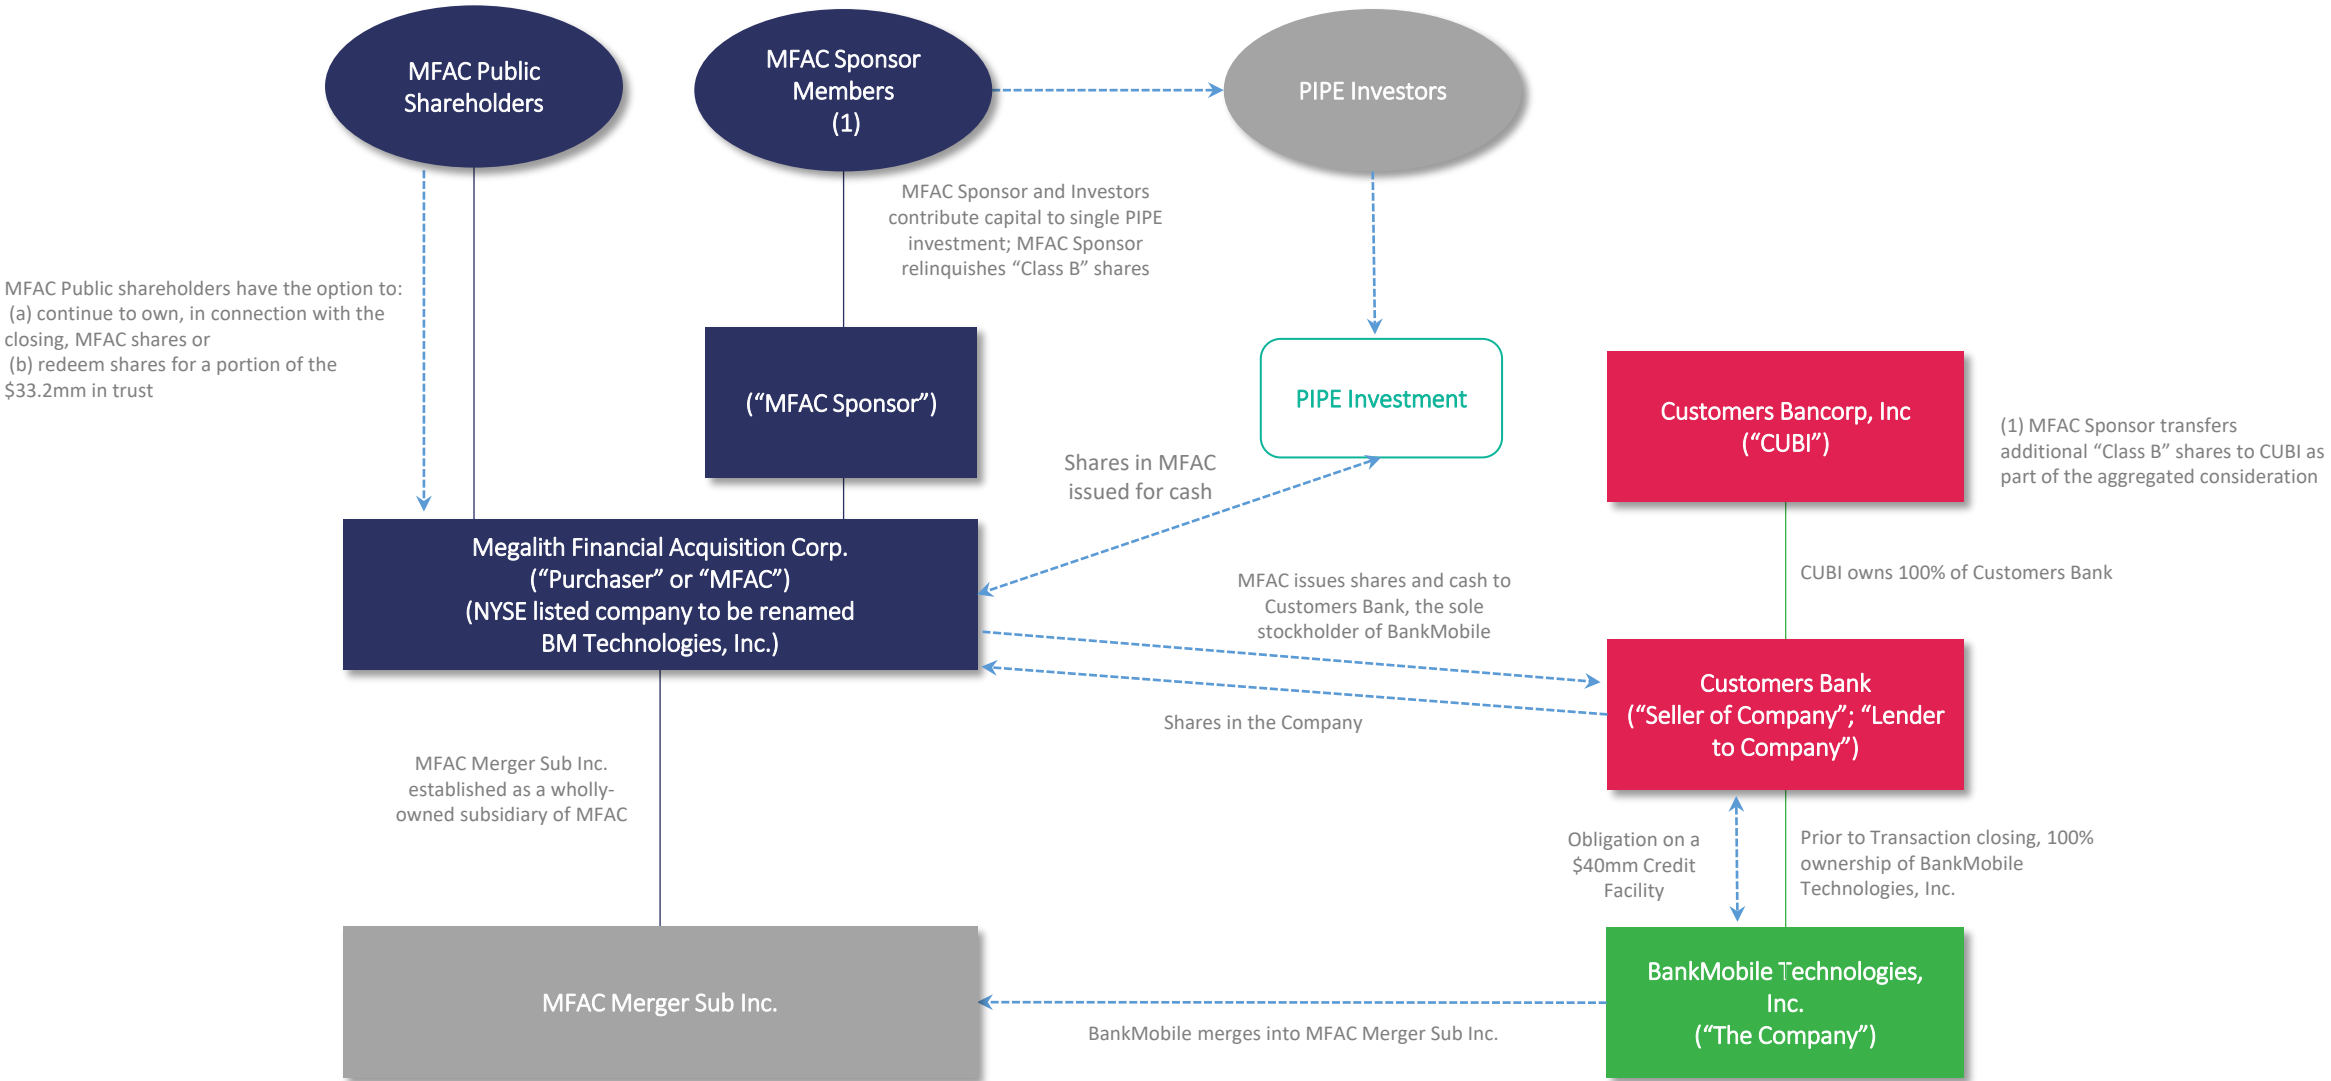 MFAC Public
Shareholders
MFAC Sponsor
Members
(1)
PIPE Investors
MFAC Sponsor and Investors
contribute capital to single PIPE
investment; MFAC Sponsor
relinquishes “Class B” shares
MFAC Public shareholders have the option to:
(a) continue to own, in connection with the
closing, MFAC shares or
(b) redeem shares for a portion of the
$33.2mm in trust
(“MFAC Sponsor”)
PIPE Investment
Customers Bancorp, Inc
(“CUBI”)
(1) MFAC Sponsor transfers
additional “Class B” shares to CUBI as
part of the aggregated consideration
Shares in MFAC
issued for cash
Megalith Financial Acquisition Corp.
(“Purchaser” or “MFAC”)
(NYSE listed company to be renamed
BM Technologies, Inc.)
MFAC issues shares and cash to
Customers Bank, the sole
stockholder of BankMobile
CUBI owns 100% of Customers Bank
Shares in the Company
Customers Bank
(“Seller of Company”; “Lender
to Company”)
MFAC Merger Sub Inc.
established as a wholly-
owned subsidiary of MFAC
Obligation on a
$40mm Credit
Facility
Prior to Transaction closing, 100%
ownership of BankMobile
Technologies, Inc.
MFAC Merger Sub Inc.
BankMobile merges into MFAC Merger Sub Inc.
BankMobile Technologies,
Inc.
(“The Company”)